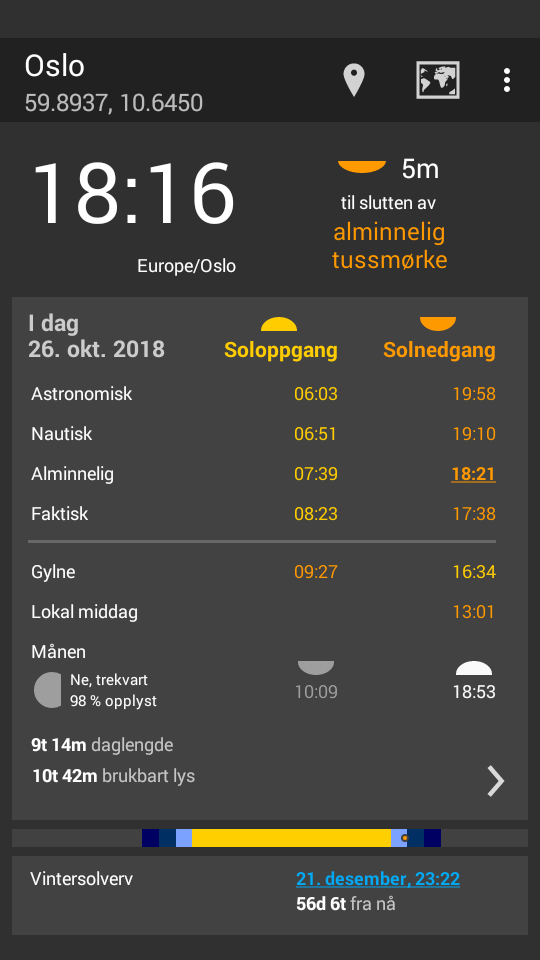 Oslo
59.8937, 10.6450
18:16
Europe/Oslo
5m
til slutten av
alminnelig
tussmørke
I dag
26. okt. 2018
Soloppgang
Solnedgang
Astronomisk 06:03 19:58
Nautisk 06:51 19:10
Alminnelig 07:39 18:21
Faktisk 08:23 17:38
Gylne 09:27 16:34
Lokal middag 13:01
Månen
Ne, trekvart
98 % opplyst
10:09 18:53
9t 14m daglengde
10t 42m brukbart lys
Vintersolverv 21. desember, 23:22
56d 6t fra nå